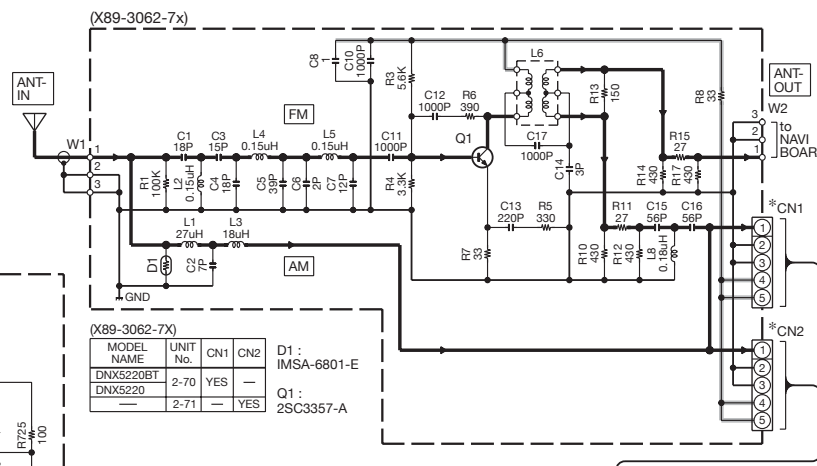 (X89-3062-7x)
ANT-
IN
FM
W1
1
2
3
C1
18P
C3
15P
L4
0.15uH
L5
0.15uH
C11
1000P
R1
100K
L2
0.15uH
C4
18P
C5
39P
C6
2P
C7
12P
L1
27uH
L3
18uH
D1
C2
7P
AM
GND
C8
1
C10
1000P
R3
5.6K
R4
3.3K
C12
1000P
R6
390
Q1
L6
C17
1000P
C14
3P
C13
220P
R5
330
R7
33
R13
150
R8
33
R15
27
R14
430
R17
430
R11
27
C15
56P
C16
56P
R10
430
R12
430
L8
0.18uH
ANT-
OUT
W2
3
2
1
to
NAVI
BOAR
*CN1
1
2
3
4
5
*CN2
1
2
3
4
5
(X89-3062-7X)
MODEL NAME UNIT No. CN1 CN2
DNX5220BT 2-70 YES —
DNX5220
— 2-71 — YES
D1 :
IMSA-6801-E
Q1 :
2SC3357-A
R725
100